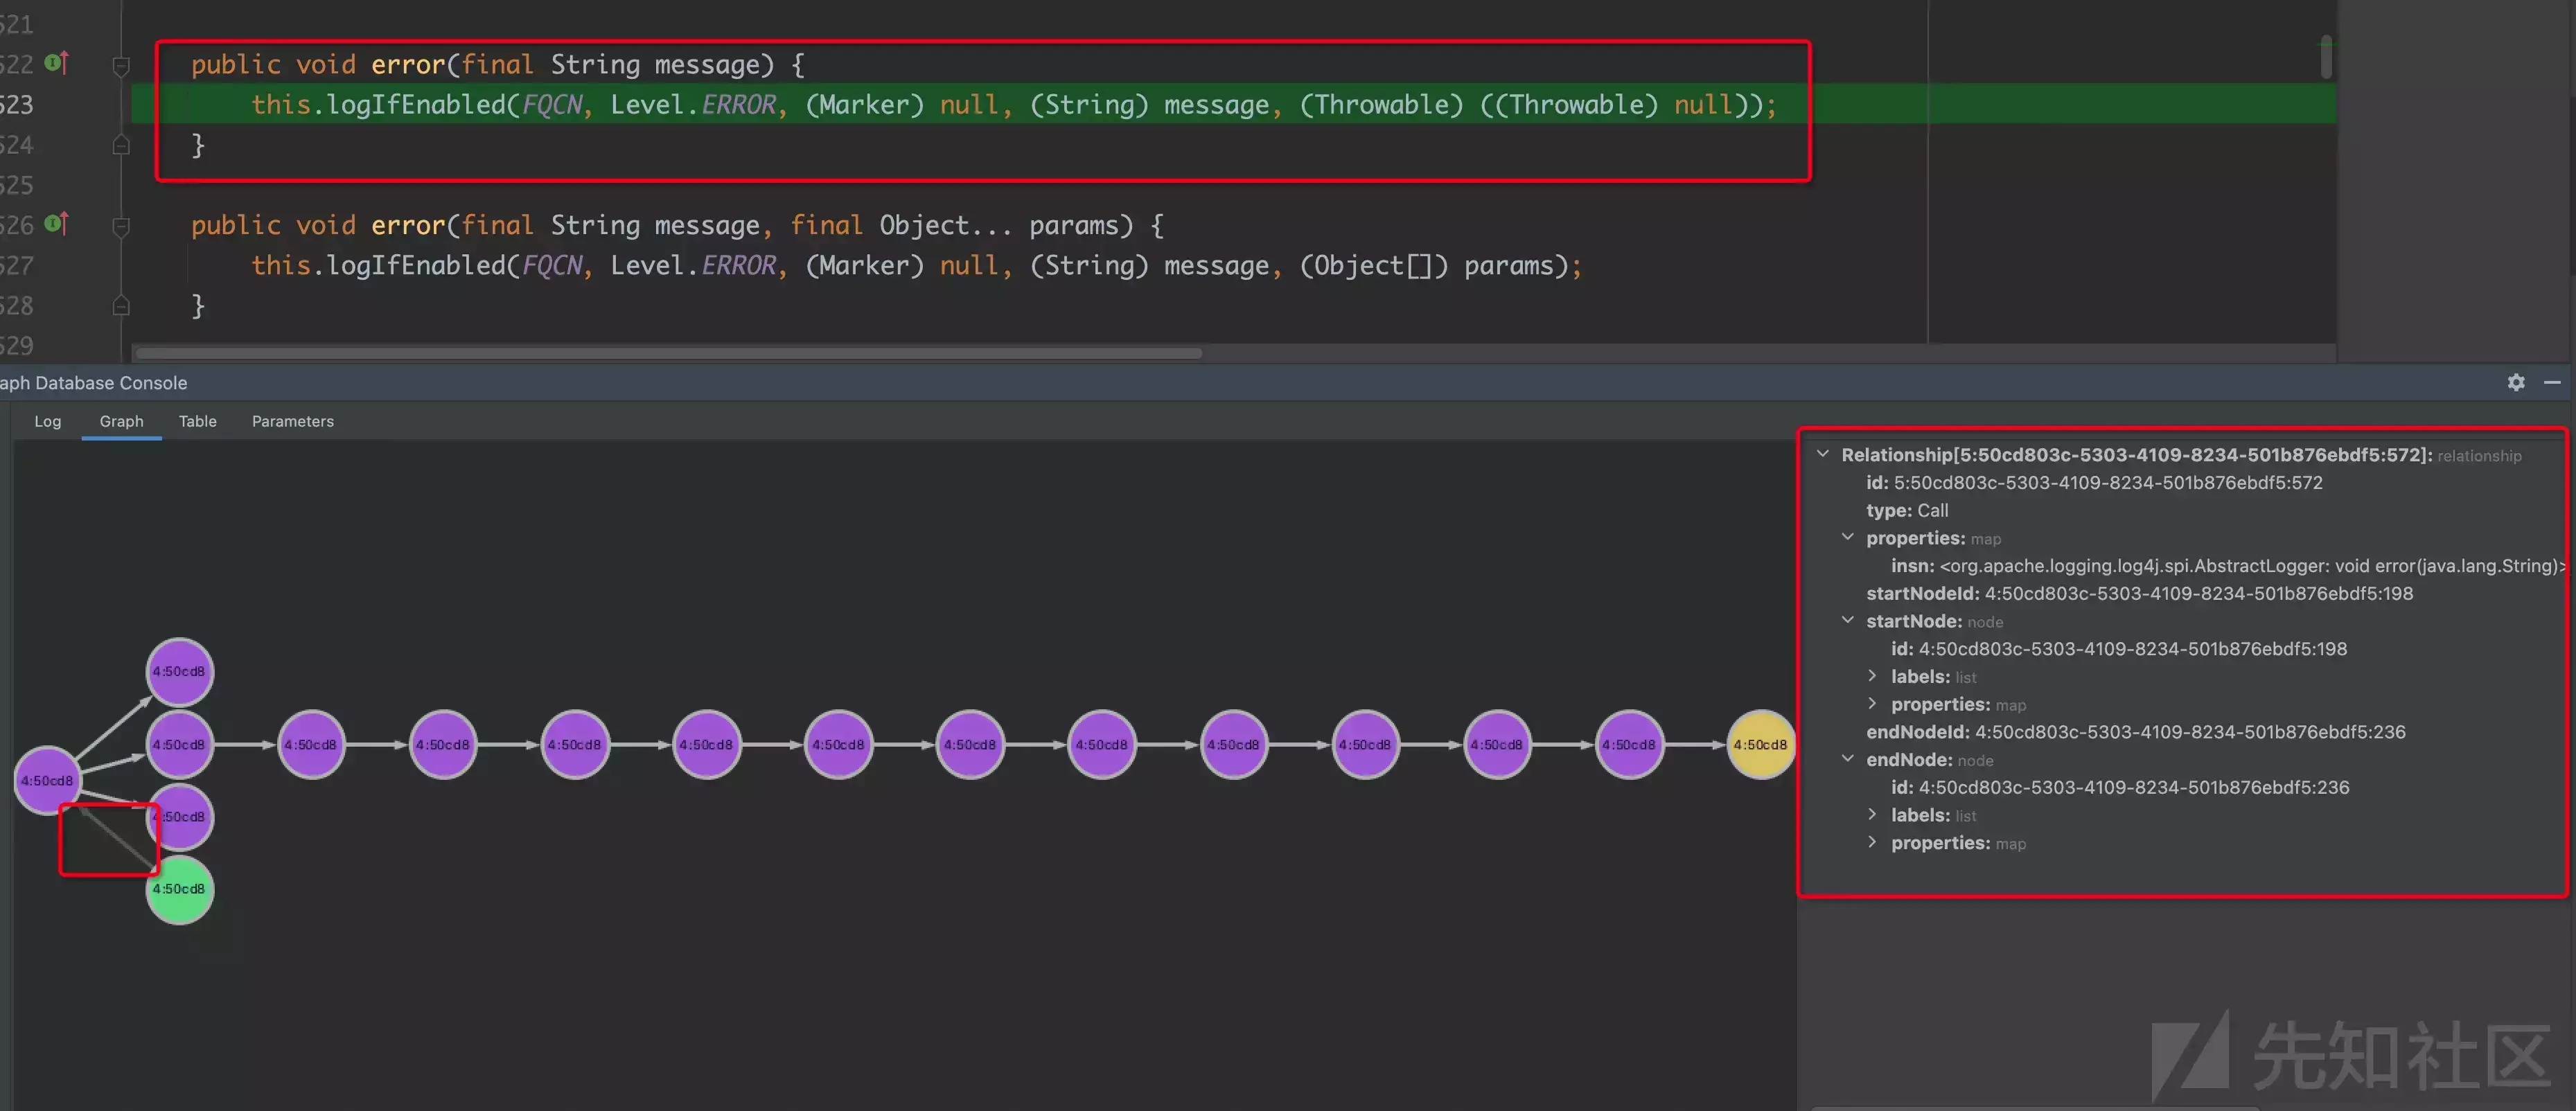 521
522 public void error(final String message) {
523 this.logIfEnabled(FQCN, Level.ERROR, (Marker) null, (String) message, (Throwable) ((Throwable) null));
524 }
525
526 public void error(final String message, final Object... params) {
527 this.logIfEnabled(FQCN, Level.ERROR, (Marker) null, (String) message, (Object[]) params);
528 }
529
aph Database Console
Log Graph Table Parameters
Relationship[5:50cd803c-5303-4109-8234-501b876ebdf5:572]: relationship
id: 5:50cd803c-5303-4109-8234-501b876ebdf5:572
type: Call
properties: map
insn: <org.apache.logging.log4j.spi.AbstractLogger: void error(java.lang.String)>
startNodeId: 4:50cd803c-5303-4109-8234-501b876ebdf5:198
startNode: node
id: 4:50cd803c-5303-4109-8234-501b876ebdf5:198
labels: list
properties: map
endNodeId: 4:50cd803c-5303-4109-8234-501b876ebdf5:236
endNode: node
id: 4:50cd803c-5303-4109-8234-501b876ebdf5:236
labels: list
properties: map
4:50cd8
4:50cd8 4:50cd8 4:50cd8 4:50cd8 4:50cd8 4:50cd8 4:50cd8 4:50cd8 4:50cd8 4:50cd8 4:50cd8 4:50cd8 4:50cd8
4:50cd8
4:50cd8
4:50cd8
先知社区